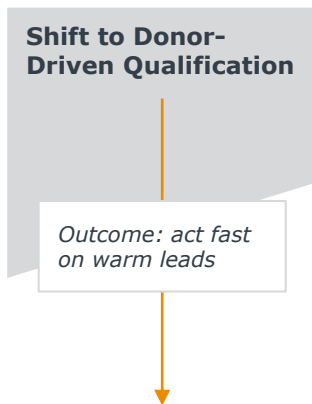 Shift to Donor-
Driven Qualification
Outcome: act fast
on warm leads